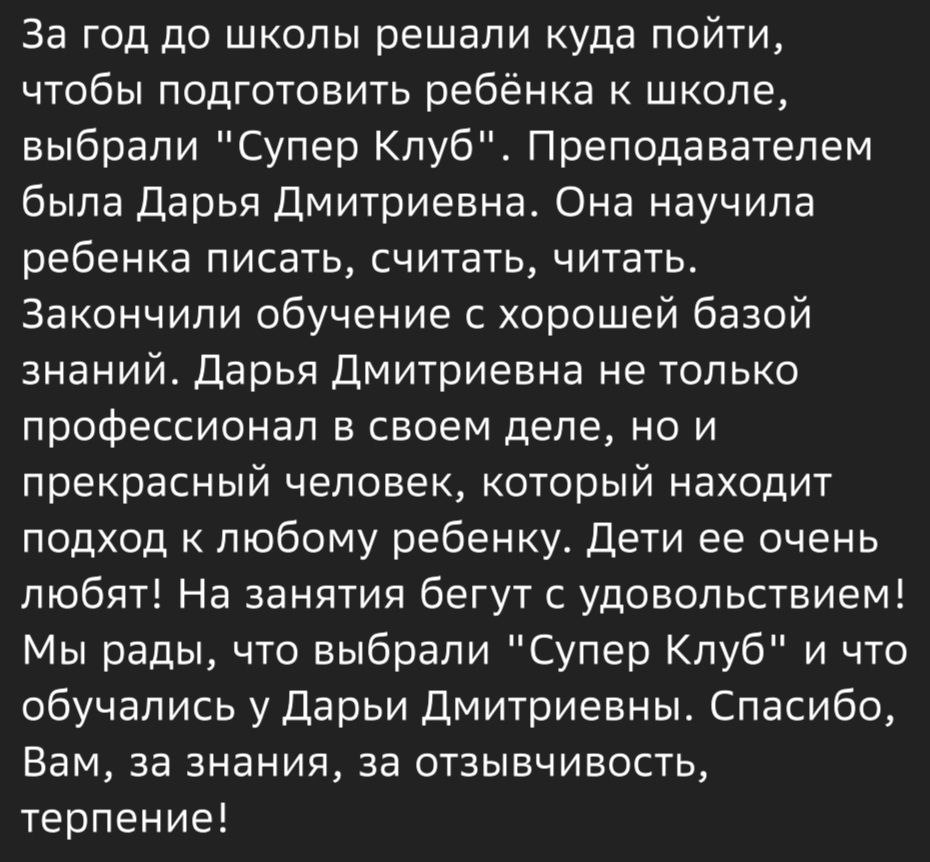 За год до школы решали куда пойти,
чтобы подготовить ребёнка к школе,
выбрали "Супер Клуб". Преподавателем
была Дарья Дмитриевна. Она научила
ребенка писать, считать, читать.
Закончили обучение с хорошей базой
знаний. Дарья Дмитриевна не только
профессионал в своем деле, но и
прекрасный человек, который находит
подход к любому ребенку. Дети ее очень
любят! На занятия бегут с удовольствием!
Мы рады, что выбрали "Супер Клуб" и что
обучались у Дарьи Дмитриевны. Спасибо,
Вам, за знания, за отзывчивость,
терпение!